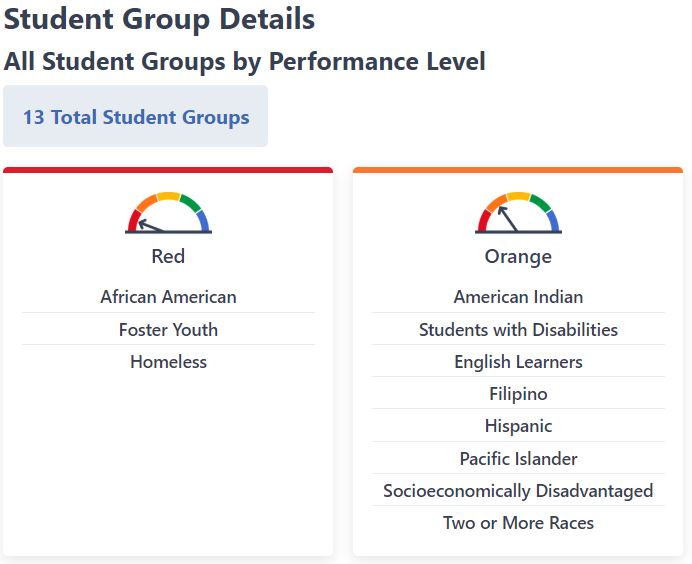 Student Group Details
All Student Groups by Performance Level
13 Total Student Groups
Red
African American
Foster Youth
Homeless
Orange
American Indian
Students with Disabilities
English Learners
Filipino
Hispanic
Pacific Islander
Socioeconomically Disadvantaged
Two or More Races